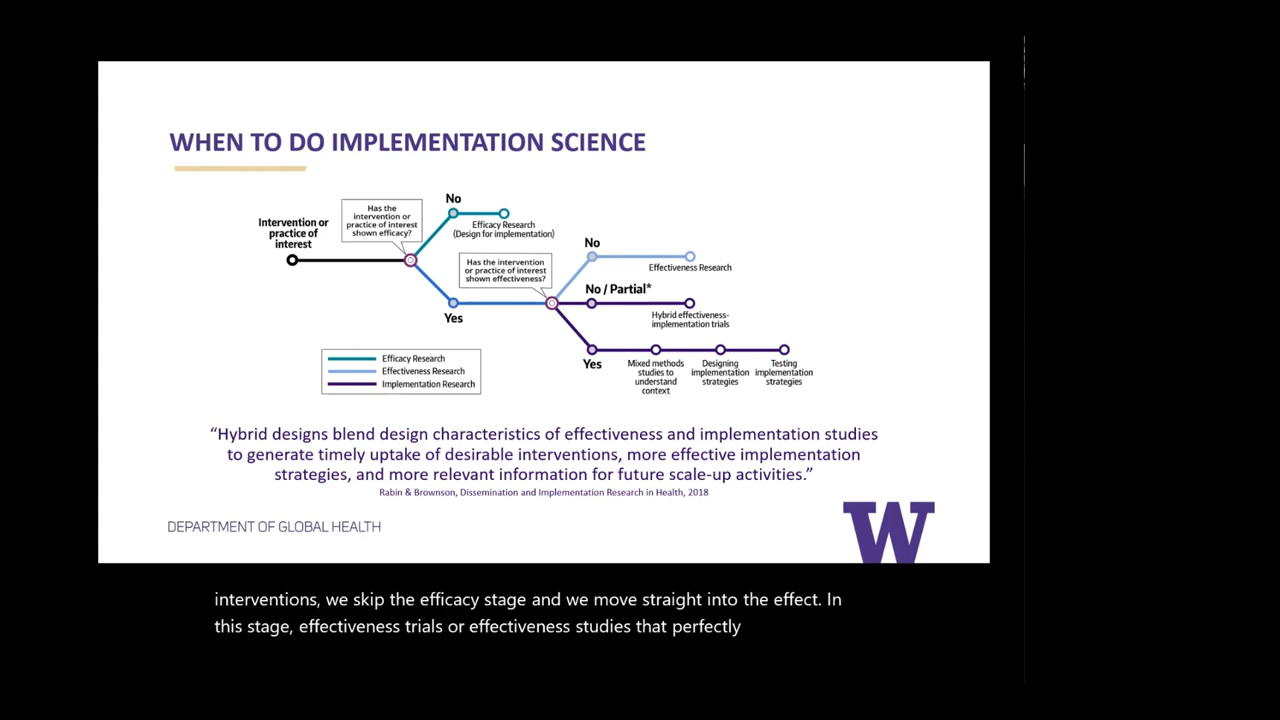 WHEN TO DO IMPLEMENTATION SCIENCE
Intervention or
practice of
interest
Has the
intervention or
practice of interest
shown efficacy?
No
Efficacy Research
(Design for implementation)
Yes
Has the intervention
or practice of interest
shown effectiveness?
No
Effectiveness Research
No / Partial*
Hybrid effectiveness-
implementation trials
Yes
Mixed methods
studies to
understand
context
Designing
implementation
strategies
Testing
implementation
strategies
Efficacy Research
Effectiveness Research
Implementation Research
“Hybrid designs blend design characteristics of effectiveness and implementation studies
to generate timely uptake of desirable interventions, more effective implementation
strategies, and more relevant information for future scale-up activities.”
Rabin & Brownson, Dissemination and Implementation Research in Health, 2018
DEPARTMENT OF GLOBAL HEALTH
W
interventions, we skip the efficacy stage and we move straight into the effect. In
this stage, effectiveness trials or effectiveness studies that perfectly